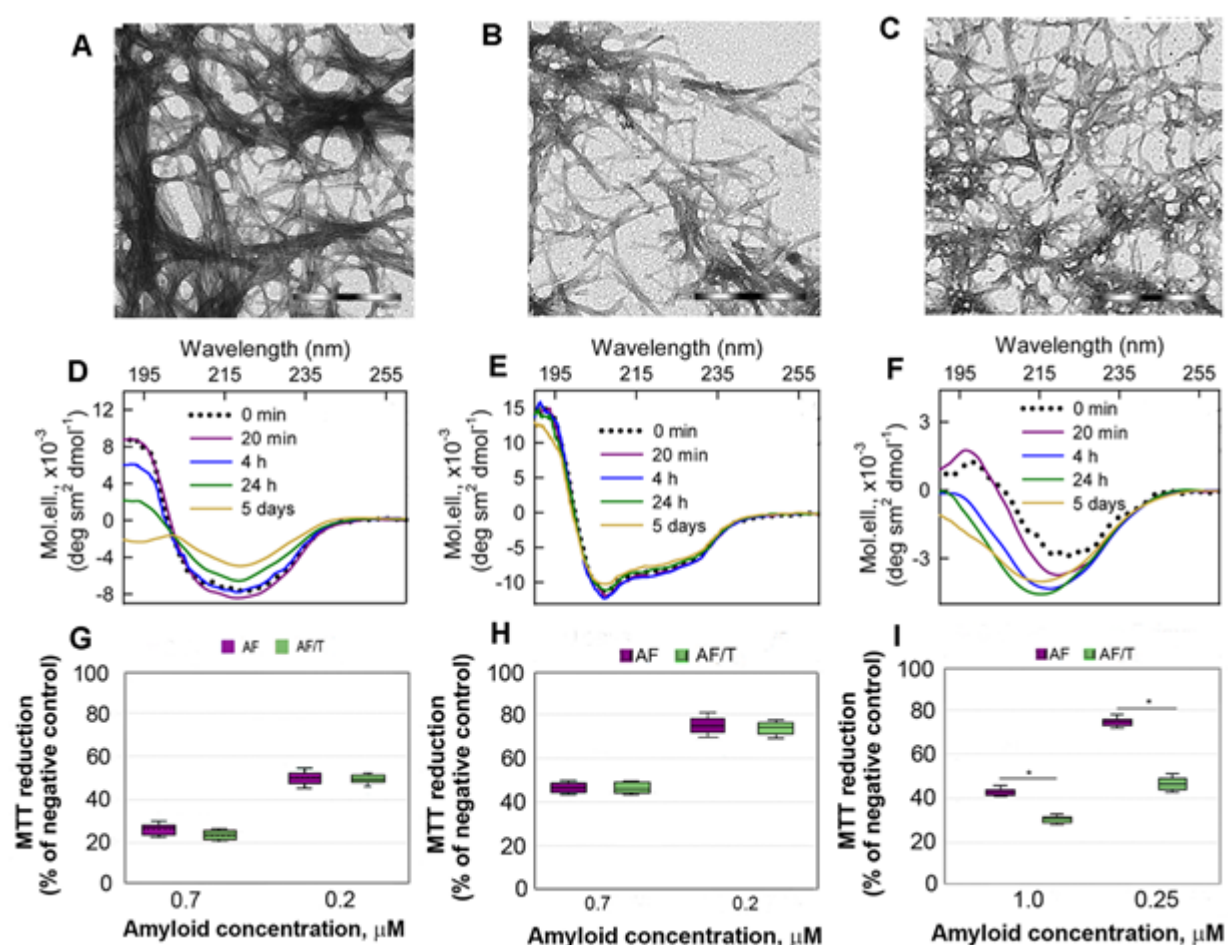 A
B
C
Wavelength (nm)
Wavelength (nm)
Wavelength (nm)
D
195 215 235 255
E
195 215 235 255
F
195 215 235 255
Mol.ell., x10⁻³
(deg sm² dmol⁻¹)
12
8
4
0
-4
-8
0 min
20 min
4 h
24 h
5 days
Mol.ell., x10⁻³
(deg sm² dmol⁻¹)
15
10
5
0
-5
-10
0 min
20 min
4 h
24 h
5 days
Mol.ell., x10⁻³
(deg sm² dmol⁻¹)
3
0
-3
0 min
20 min
4 h
24 h
5 days
G
AF AF/T
MTT reduction
(% of negative control)
100
80
60
40
20
0
0.7 0.2
Amyloid concentration, μM
H
AF AF/T
MTT reduction
(% of negative control)
100
80
60
40
20
0
0.7 0.2
Amyloid concentration, μM
I
AF AF/T
MTT reduction
(% of negative control)
100
80
60
40
20
0
*
*
1.0 0.25
Amyloid concentration, μM